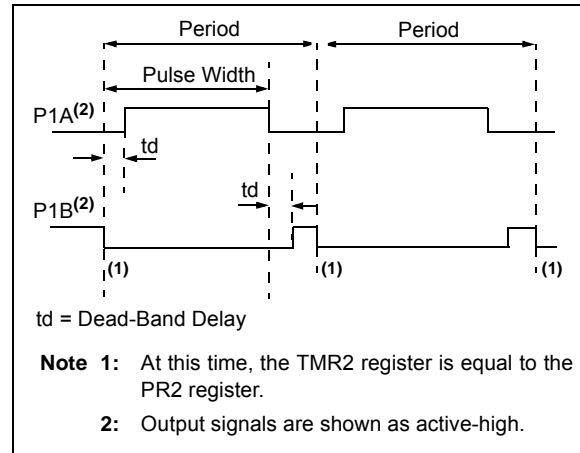 Period Period
Pulse Width
P1A(2)
td
td
P1B(2)
(1) (1) (1)
td = Dead-Band Delay
Note 1: At this time, the TMR2 register is equal to the
PR2 register.
2: Output signals are shown as active-high.